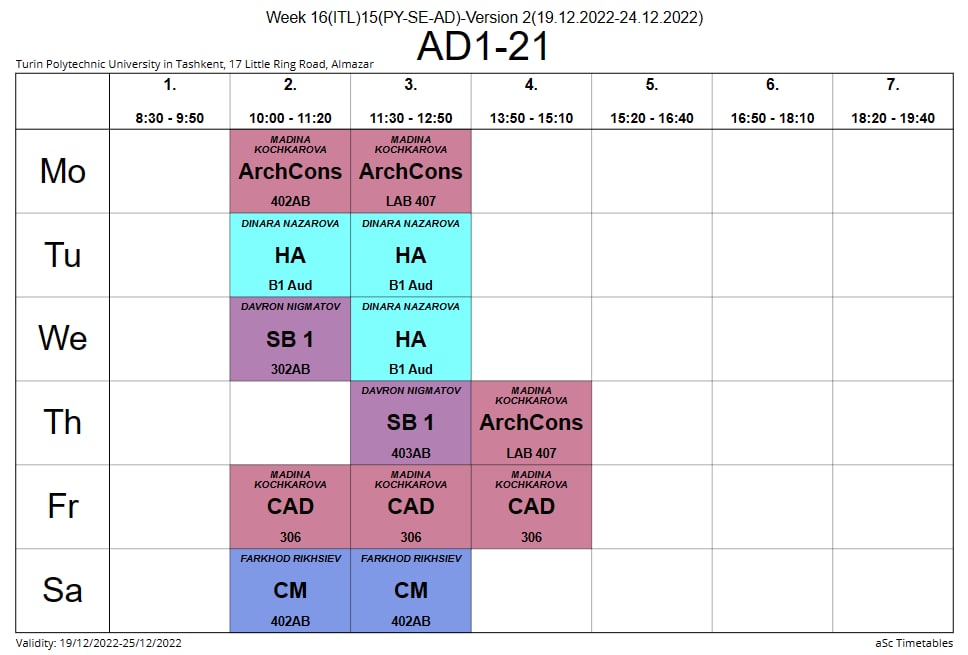 Week 16(ITL)15(PY-SE-AD)-Version 2(19.12.2022-24.12.2022)
AD1-21
Turin Polytechnic University in Tashkent, 17 Little Ring Road, Almazar
1. 2. 3. 4. 5. 6. 7.
8:30 - 9:50 10:00 - 11:20 11:30 - 12:50 13:50 - 15:10 15:20 - 16:40 16:50 - 18:10 18:20 - 19:40
Mo
MADINA
KOCHKAROVA
ArchCons
402AB
MADINA
KOCHKAROVA
ArchCons
LAB 407
Tu
DINARA NAZAROVA
HA
B1 Aud
DINARA NAZAROVA
HA
B1 Aud
We
DAVRON NIGMATOV
SB 1
302AB
DINARA NAZAROVA
HA
B1 Aud
Th
DAVRON NIGMATOV
SB 1
403AB
MADINA
KOCHKAROVA
ArchCons
LAB 407
Fr
MADINA
KOCHKAROVA
CAD
306
MADINA
KOCHKAROVA
CAD
306
MADINA
KOCHKAROVA
CAD
306
Sa
FARKHOD RIKHSIEV
CM
402AB
FARKHOD RIKHSIEV
CM
402AB
Validity: 19/12/2022-25/12/2022
aSc Timetables